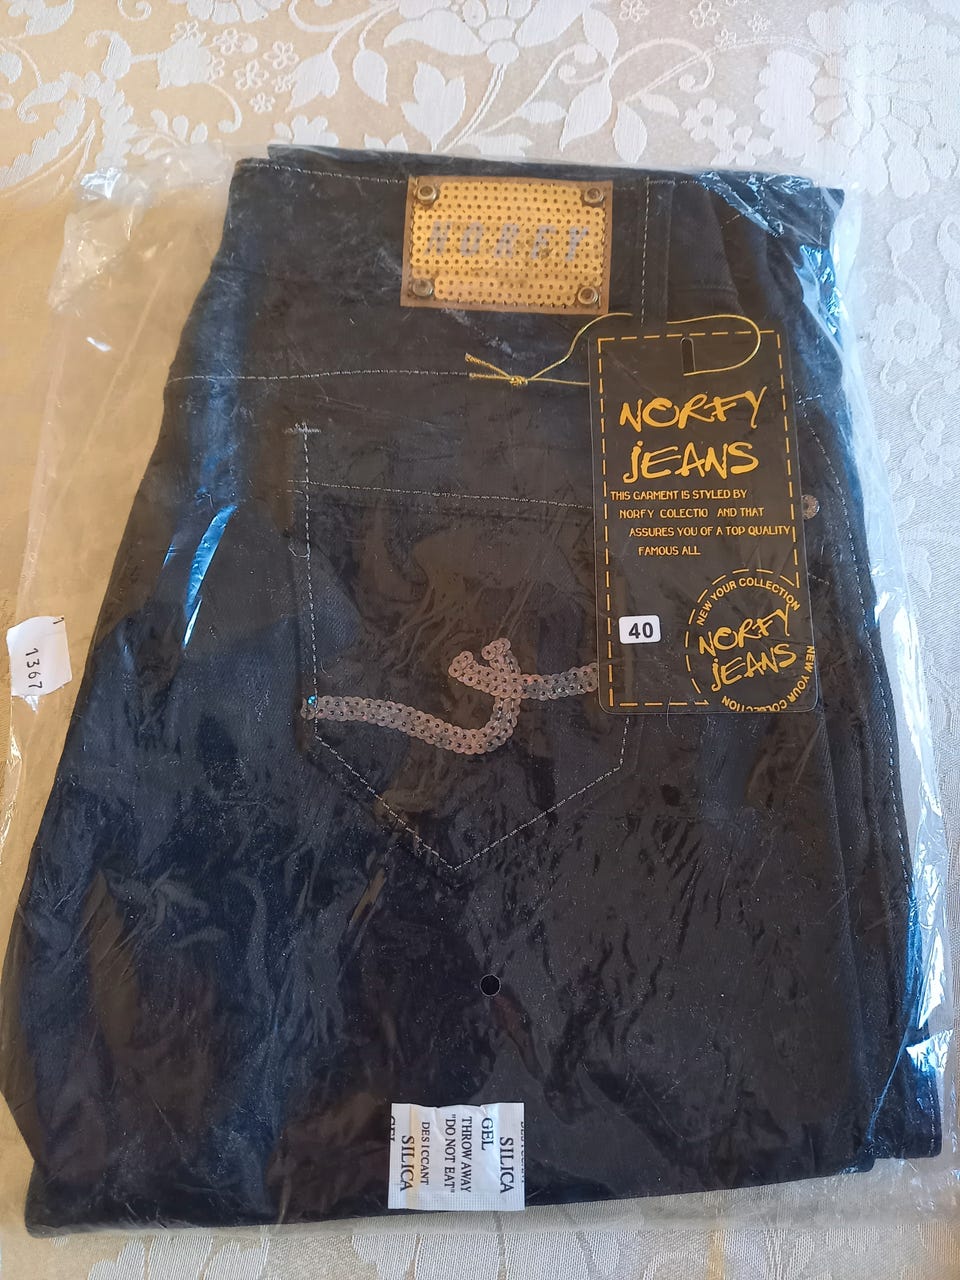 NORFY
NORFY
JEANS
THIS GARMENT IS STYLED BY
NORFY COLECTIO AND THAT
ASSURES YOU OF A TOP QUALITY
FAMOUS ALL
40
NEW YOUR COLLECTION
NORFY
JEANS
NEW YOUR COLLECTION
1367
SILICA
GEL
THROW AWAY
"DO NOT EAT"
DESICCANT
SILICA